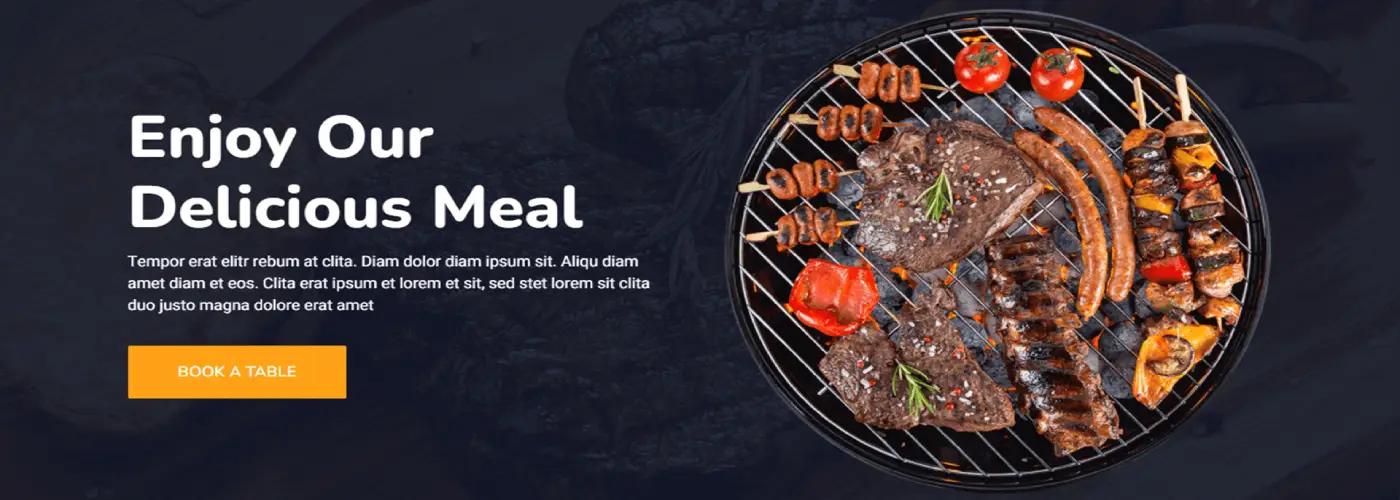 Enjoy Our
Delicious Meal
Tempor erat elitr rebum at clita. Diam dolor diam ipsum sit. Aliqu diam
amet diam et eos. Clita erat ipsum et lorem et sit, sed stet lorem sit clita
duo justo magna dolore erat amet
BOOK A TABLE